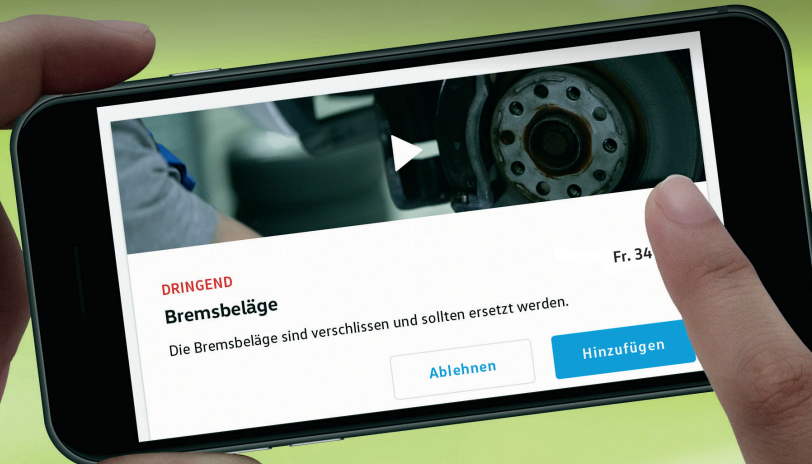 DRINGEND
Fr. 34
Bremsbeläge
Die Bremsbeläge sind verschlissen und sollten ersetzt werden.
Ablehnen
Hinzufügen